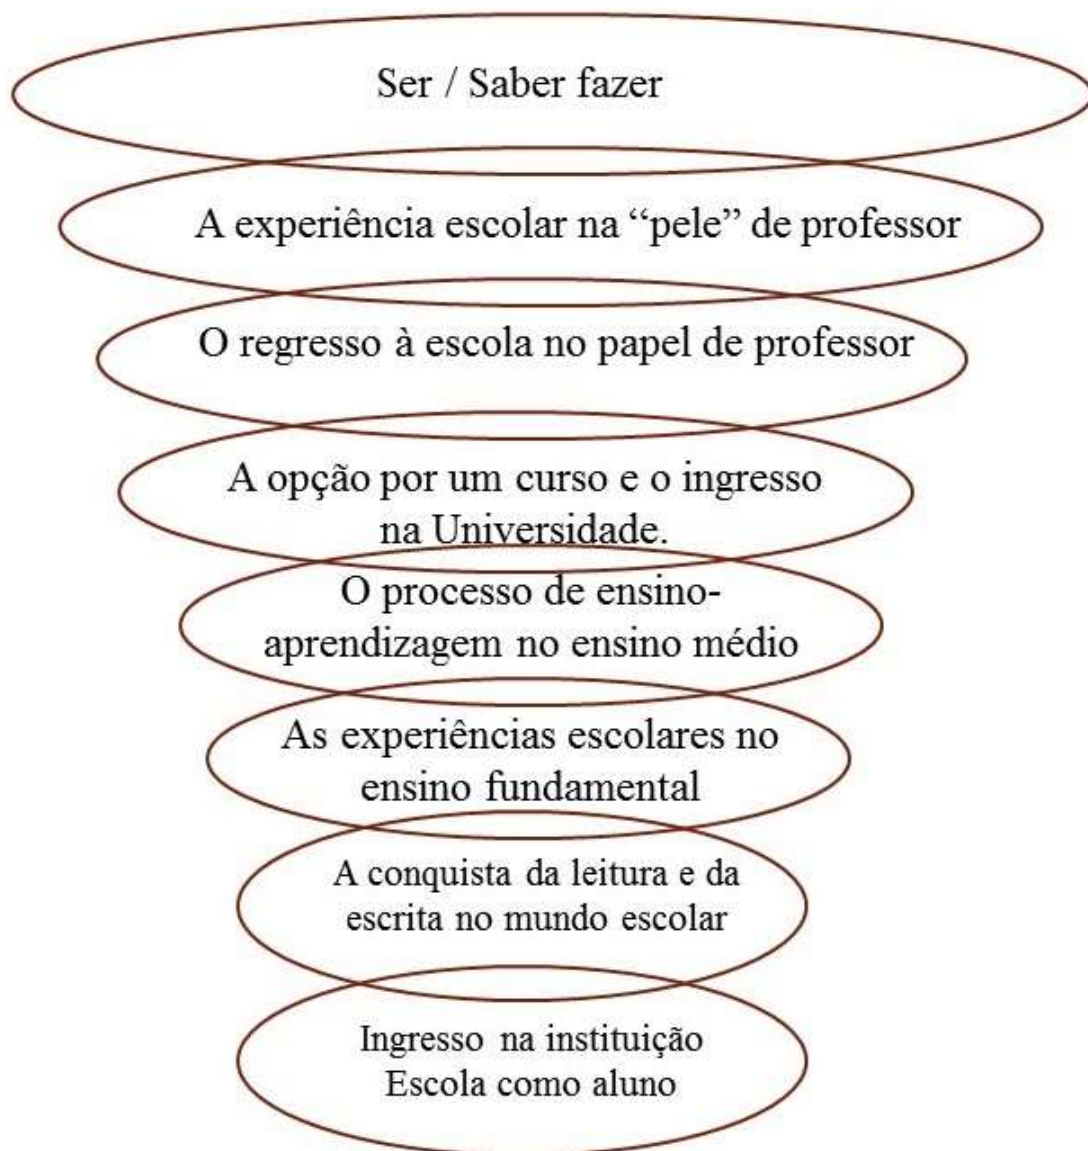 Ser / Saber fazer
A experiência escolar na “pele” de professor
O regresso à escola no papel de professor
A opção por um curso e o ingresso
na Universidade.
O processo de ensino-
aprendizagem no ensino médio
As experiências escolares no
ensino fundamental
A conquista da leitura e da
escrita no mundo escolar
Ingresso na instituição
Escola como aluno